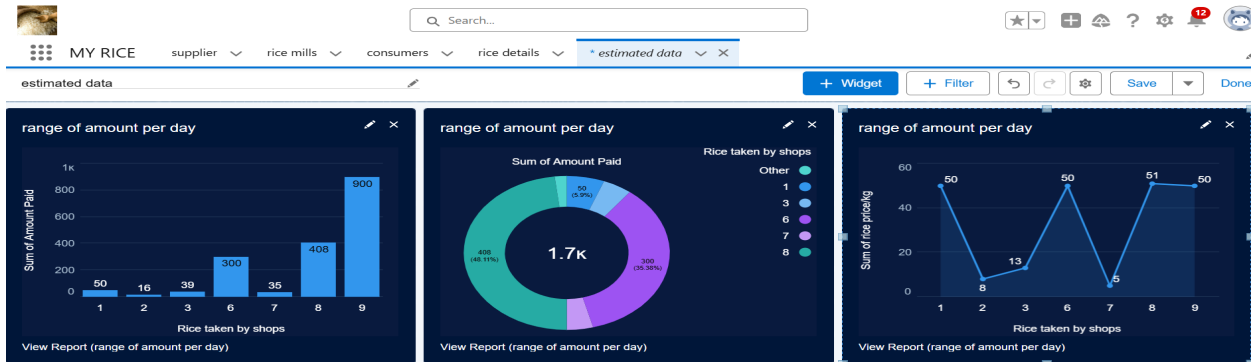 Search...
12
MY RICE supplier rice mills consumers rice details * estimated data
estimated data
+ Widget + Filter Save Done
range of amount per day
Sum of Amount Paid
1K
800
600
400
200
0
50 16 39 300 35 408 900
1 2 3 6 7 8 9
Rice taken by shops
View Report (range of amount per day)
range of amount per day
Sum of Amount Paid
Rice taken by shops
Other
1
3
6
7
8
50
(5.9%)
300
(35.38%)
408
(48.11%)
1.7K
View Report (range of amount per day)
range of amount per day
Sum of rice price/kg
60
40
20
0
50 8 13 50 5 51 50
1 2 3 6 7 8 9
Rice taken by shops
View Report (range of amount per day)